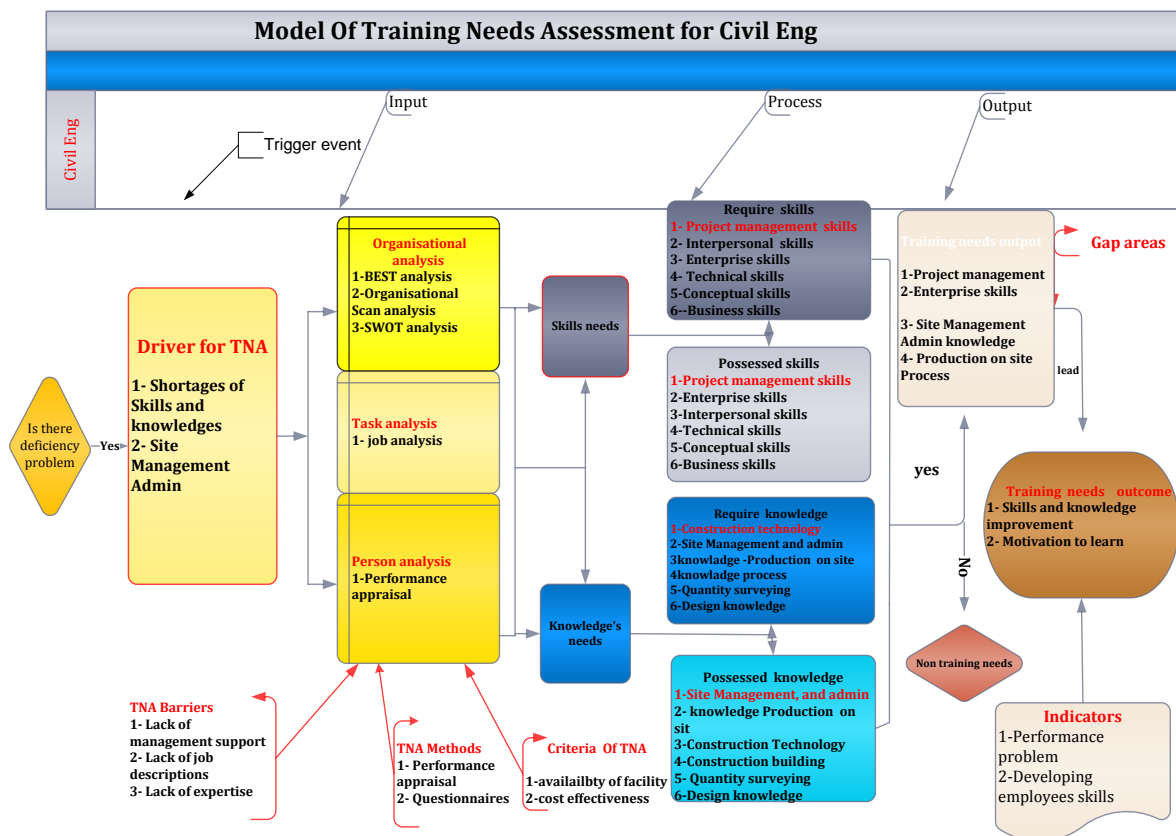 Model Of Training Needs Assessment for Civil Eng
Civil Eng
Input
Process
Output
Trigger event
Is there
deficiency
problem
Yes
Driver for TNA
1- Shortages of
Skills and
knowledges
2- Site
Management
Admin
Organisational
analysis
1-BEST analysis
2-Organisational
Scan analysis
3-SWOT analysis
Task analysis
1- job analysis
Person analysis
1-Performance
appraisal
Skills needs
Knowledge's
needs
Require skills
1- Project management skills
2- Interpersonal skills
3- Enterprise skills
4- Technical skills
5-Conceptual skills
6--Business skills
Possessed skills
1-Project management skills
2-Enterprise skills
3-Interpersonal skills
4-Technical skills
5-Conceptual skills
6-Business skills
Require knowledge
1-Construction technology
2-Site Management and admin
3knowladge -Production on site
4knowladge process
5-Quantity surveying
6-Design knowledge
Possessed knowledge
1-Site Management, and admin
2- knowledge Production on
sit
3-Construction Technology
4-Construction building
5- Quantity surveying
6-Design knowledge
Training needs output
1-Project management
2-Enterprise skills
3- Site Management
Admin knowledge
4- Production on site
Process
Gap areas
lead
yes
No
Non training needs
Training needs outcome
1- Skills and knowledge
improvement
2- Motivation to learn
Indicators
1-Performance
problem
2-Developing
employees skills
TNA Barriers
1- Lack of
management support
2- Lack of job
descriptions
3- Lack of expertise
TNA Methods
1- Performance
appraisal
2- Questionnaires
Criteria Of TNA
1-availailbty of facility
2-cost effectiveness